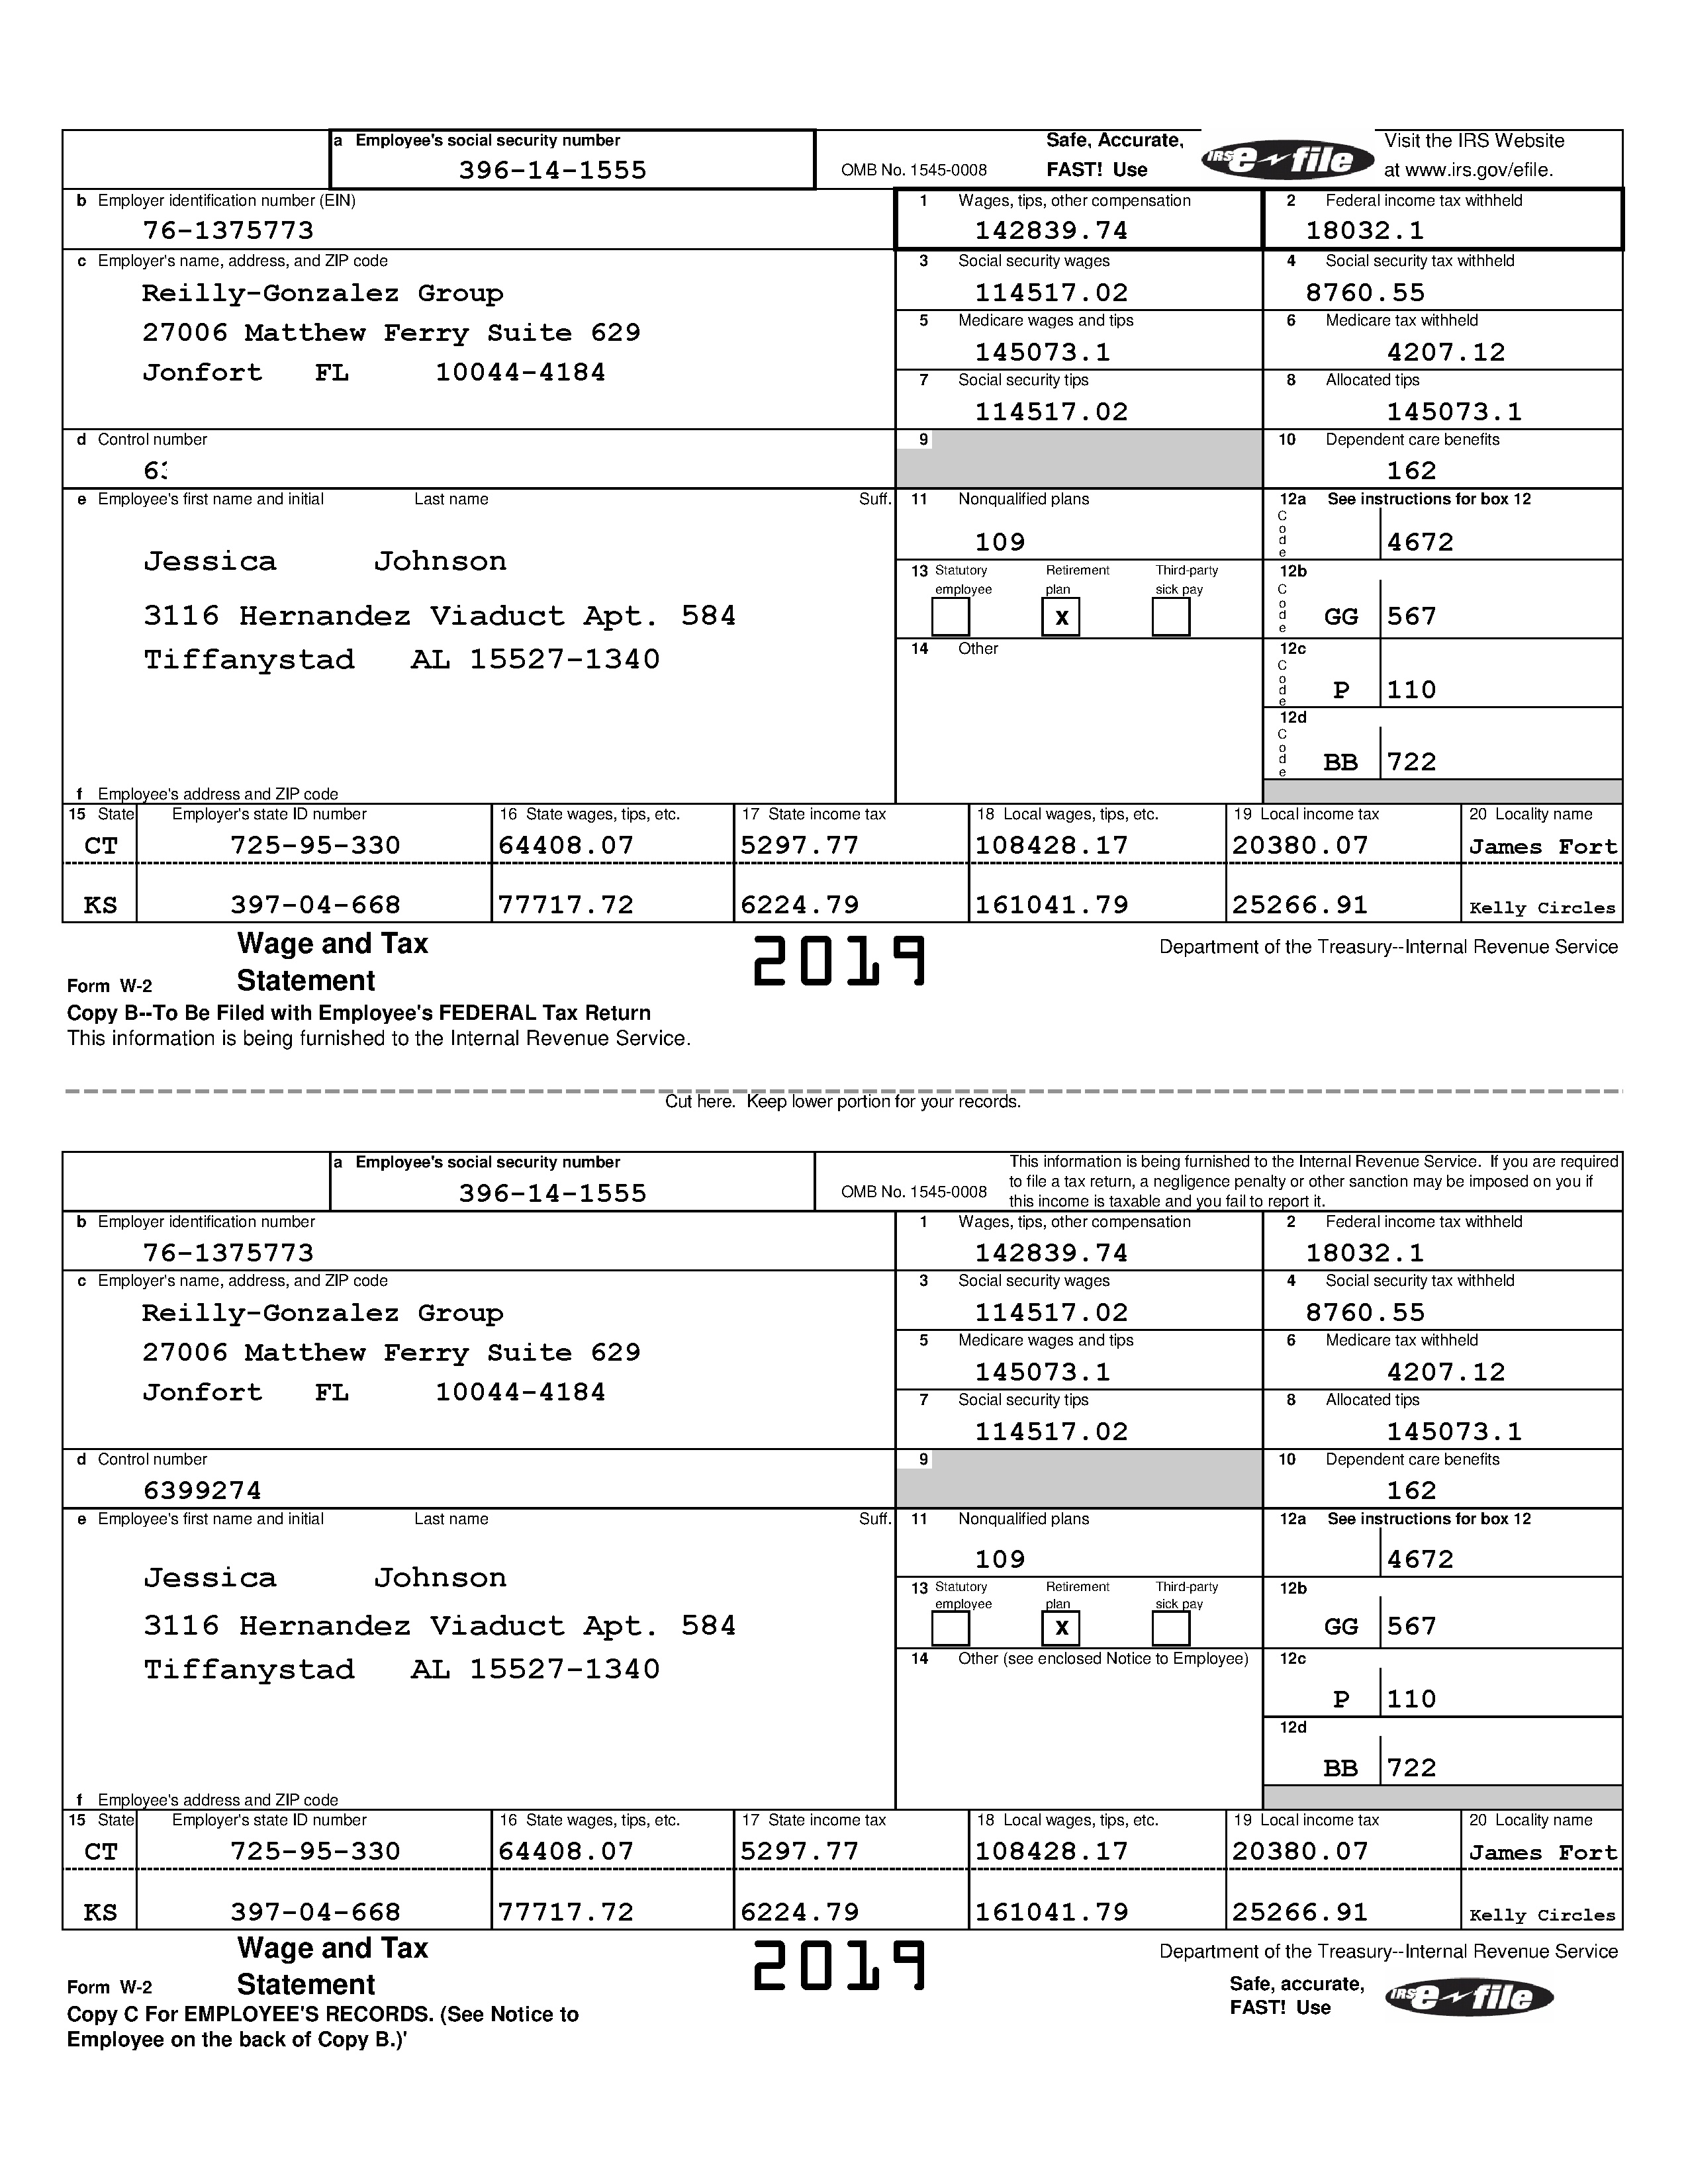 a Employee's social security number
396-14-1555
OMB No. 1545-0008
Safe, Accurate,
FAST! Use
IRS e-file
Visit the IRS Website
at www.irs.gov/efile.
b Employer identification number (EIN)
76-1375773
1 Wages, tips, other compensation
142839.74
2 Federal income tax withheld
18032.1
c Employer's name, address, and ZIP code
Reilly-Gonzalez Group
27006 Matthew Ferry Suite 629
Jonfort FL 10044-4184
3 Social security wages
114517.02
4 Social security tax withheld
8760.55
5 Medicare wages and tips
145073.1
6 Medicare tax withheld
4207.12
7 Social security tips
114517.02
8 Allocated tips
145073.1
d Control number
9
10 Dependent care benefits
162
e Employee's first name and initial Last name Suff.
Jessica Johnson
3116 Hernandez Viaduct Apt. 584
Tiffanystad AL 15527-1340
f Employee's address and ZIP code
11 Nonqualified plans
109
12a See instructions for box 12
Code
4672
13 Statutory employee Retirement plan Third-party sick pay
X
12b
Code
GG 567
14 Other
12c
Code
P 110
12d
Code
BB 722
15 State Employer's state ID number 16 State wages, tips, etc. 17 State income tax 18 Local wages, tips, etc. 19 Local income tax 20 Locality name
CT 725-95-330 64408.07 5297.77 108428.17 20380.07 James Fort
KS 397-04-668 77717.72 6224.79 161041.79 25266.91 Kelly Circles
Form W-2 Wage and Tax Statement
2019
Department of the Treasury--Internal Revenue Service
Copy B--To Be Filed with Employee's FEDERAL Tax Return
This information is being furnished to the Internal Revenue Service.
Cut here. Keep lower portion for your records.
a Employee's social security number
396-14-1555
OMB No. 1545-0008
This information is being furnished to the Internal Revenue Service. If you are required
to file a tax return, a negligence penalty or other sanction may be imposed on you if
this income is taxable and you fail to report it.
b Employer identification number
76-1375773
1 Wages, tips, other compensation
142839.74
2 Federal income tax withheld
18032.1
c Employer's name, address, and ZIP code
Reilly-Gonzalez Group
27006 Matthew Ferry Suite 629
Jonfort FL 10044-4184
3 Social security wages
114517.02
4 Social security tax withheld
8760.55
5 Medicare wages and tips
145073.1
6 Medicare tax withheld
4207.12
7 Social security tips
114517.02
8 Allocated tips
145073.1
d Control number
6399274
9
10 Dependent care benefits
162
e Employee's first name and initial Last name Suff.
Jessica Johnson
3116 Hernandez Viaduct Apt. 584
Tiffanystad AL 15527-1340
f Employee's address and ZIP code
11 Nonqualified plans
109
12a See instructions for box 12
4672
13 Statutory employee Retirement plan Third-party sick pay
X
12b
GG 567
14 Other (see enclosed Notice to Employee)
12c
P 110
12d
BB 722
15 State Employer's state ID number 16 State wages, tips, etc. 17 State income tax 18 Local wages, tips, etc. 19 Local income tax 20 Locality name
CT 725-95-330 64408.07 5297.77 108428.17 20380.07 James Fort
KS 397-04-668 77717.72 6224.79 161041.79 25266.91 Kelly Circles
Form W-2 Wage and Tax Statement
2019
Department of the Treasury--Internal Revenue Service
Safe, accurate,
FAST! Use
IRS e-file
Copy C For EMPLOYEE'S RECORDS. (See Notice to
Employee on the back of Copy B.)'